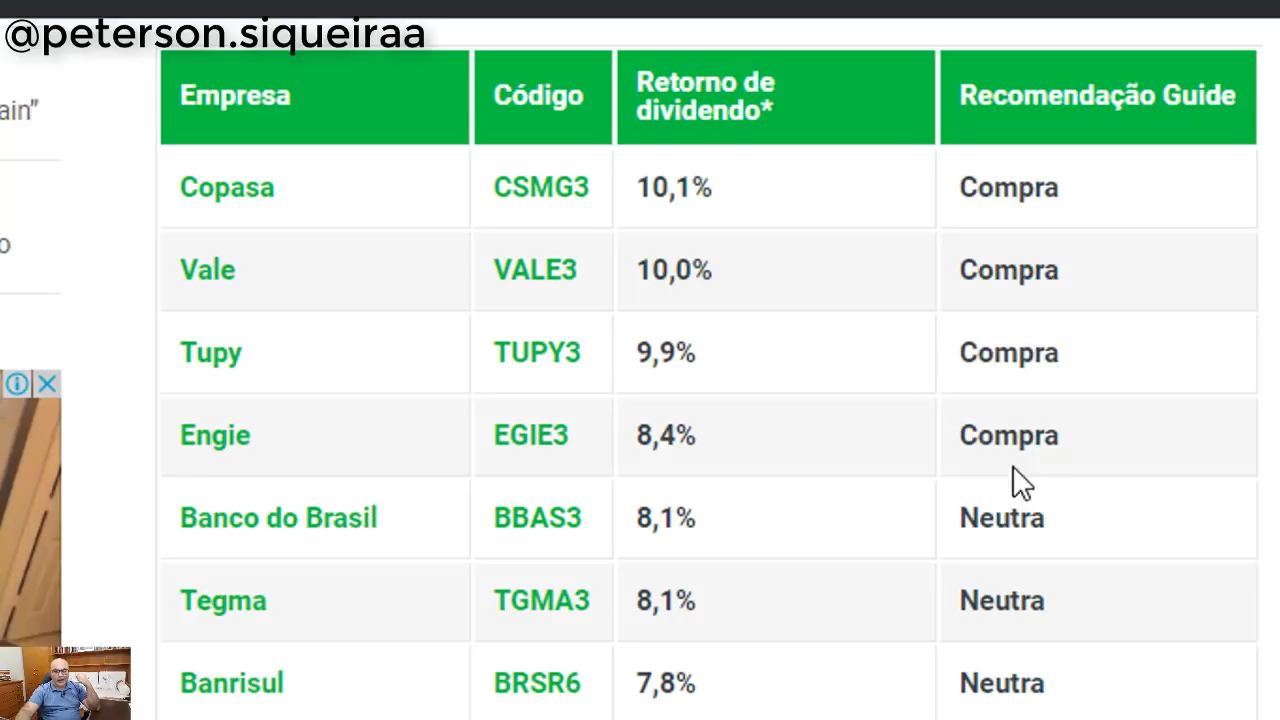 @peterson.siqueiraa
ain”
o
Empresa Código Retorno de dividendo* Recomendação Guide
Copasa CSMG3 10,1% Compra
Vale VALE3 10,0% Compra
Tupy TUPY3 9,9% Compra
Engie EGIE3 8,4% Compra
Banco do Brasil BBAS3 8,1% Neutra
Tegma TGMA3 8,1% Neutra
Banrisul BRSR6 7,8% Neutra